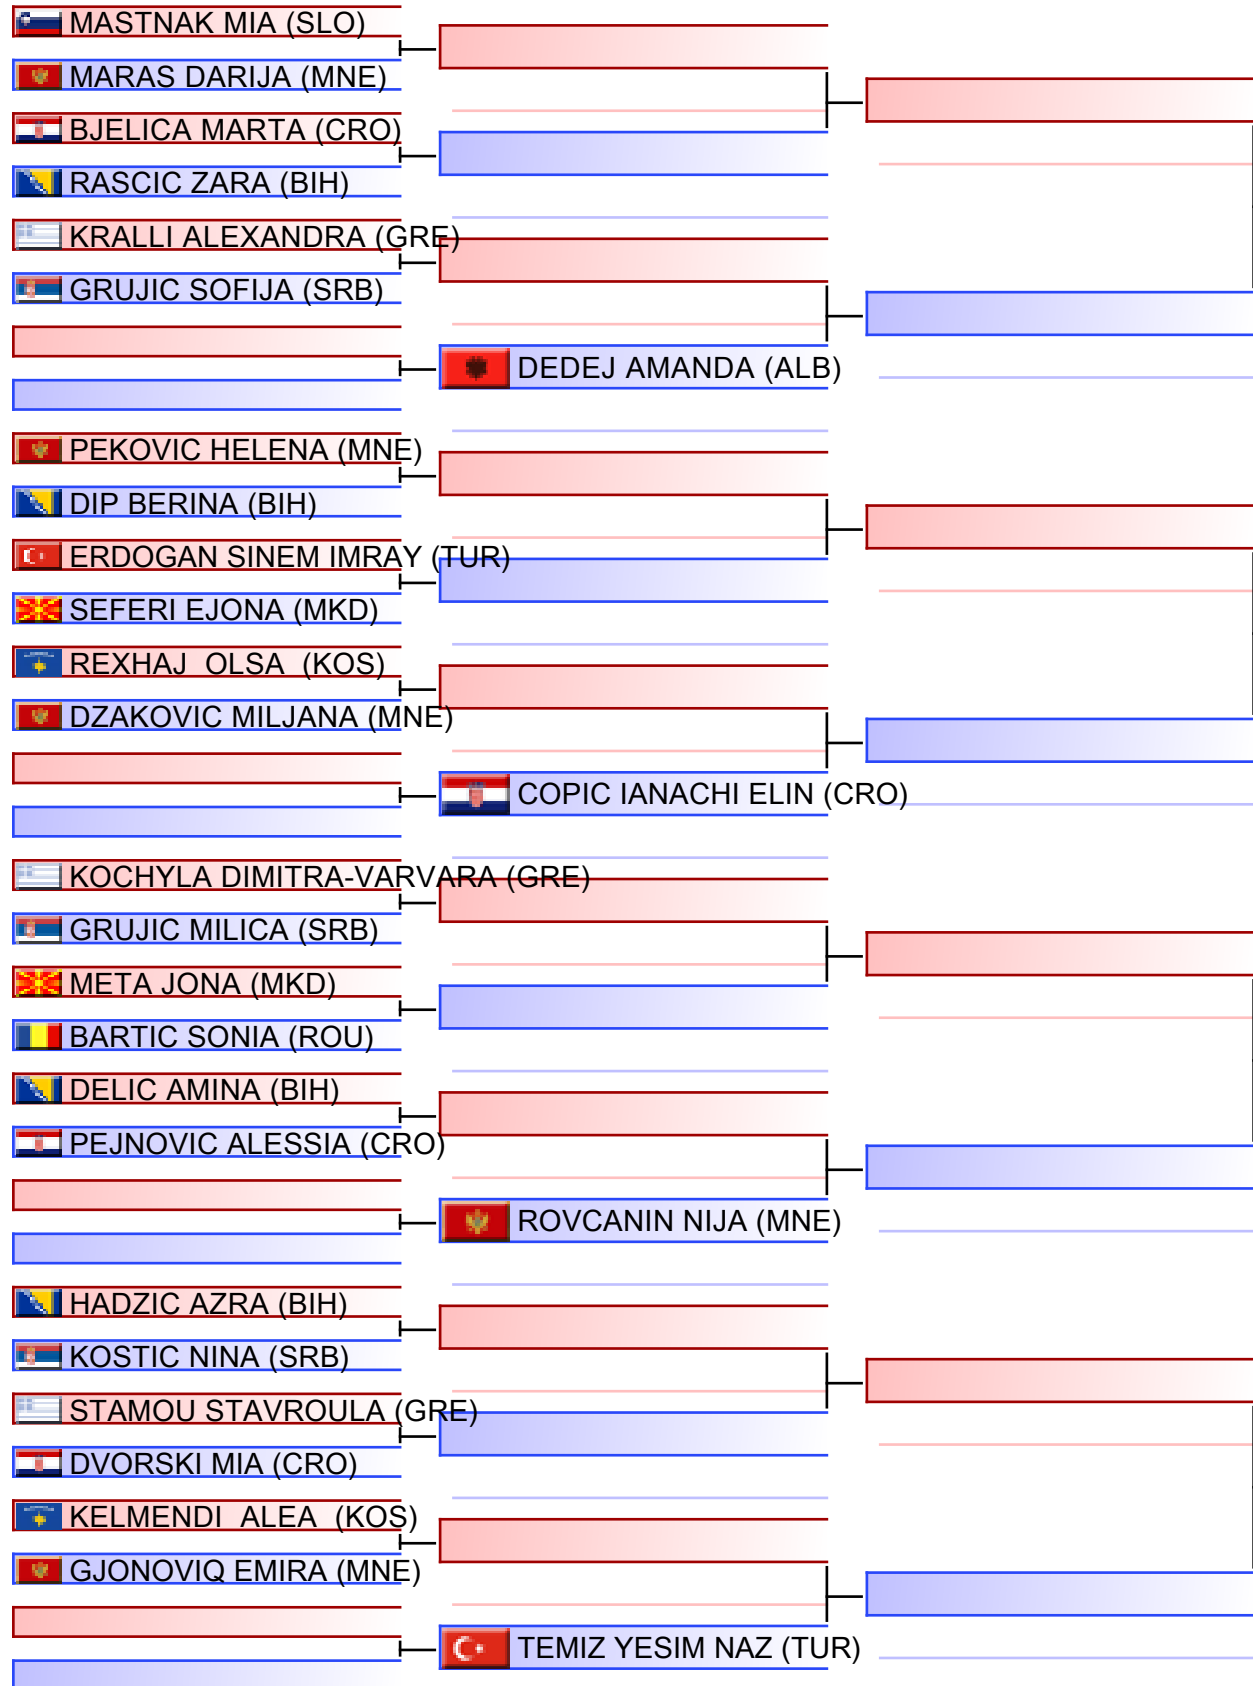 MASTNAK MIA (SLO)
MARAS DARIJA (MNE)
BJELICA MARTA (CRO)
RASCIC ZARA (BIH)
KRALLI ALEXANDRA (GRE)
GRUJIC SOFIJA (SRB)
DEDEJ AMANDA (ALB)
PEKOVIC HELENA (MNE)
DIP BERINA (BIH)
ERDOGAN SINEM IMRAY (TUR)
SEFERI EJONA (MKD)
REXHAJ  OLSA  (KOS)
DZAKOVIC MILJANA (MNE)
COPIC IANACHI ELIN (CRO)
KOCHYLA DIMITRA-VARVARA (GRE)
GRUJIC MILICA (SRB)
META JONA (MKD)
BARTIC SONIA (ROU)
DELIC AMINA (BIH)
PEJNOVIC ALESSIA (CRO)
ROVCANIN NIJA (MNE)
HADZIC AZRA (BIH)
KOSTIC NINA (SRB)
STAMOU STAVROULA (GRE)
DVORSKI MIA (CRO)
KELMENDI  ALEA  (KOS)
GJONOVIQ EMIRA (MNE)
TEMIZ YESIM NAZ (TUR)